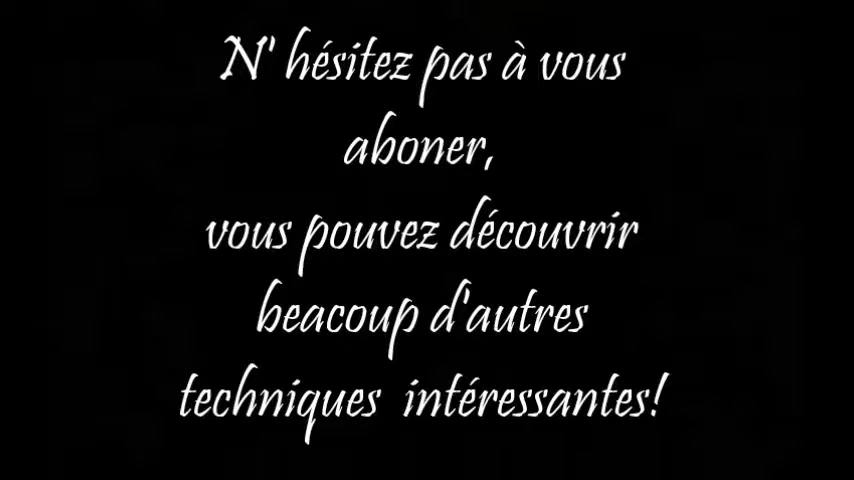 N' hésitez pas à vous
aboner,
vous pouvez découvrir
beacoup d'autres
techniques intéressantes!